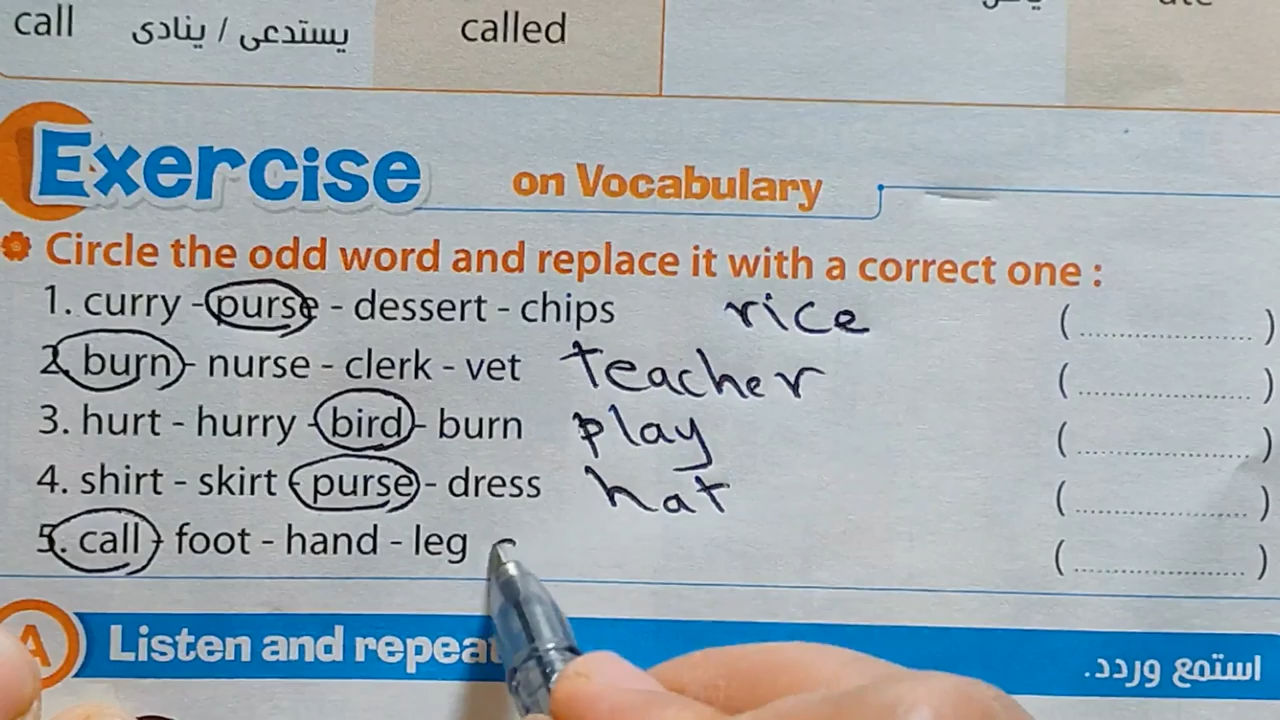 call يستدعى / ينادى called
Exercise on Vocabulary
Circle the odd word and replace it with a correct one :
1. curry - purse - dessert - chips rice (....................)
2. burn - nurse - clerk - vet teacher (....................)
3. hurt - hurry - bird - burn play (....................)
4. shirt - skirt - purse - dress hat (....................)
5. call - foot - hand - leg (....................)
A Listen and repeat استمع وردد.